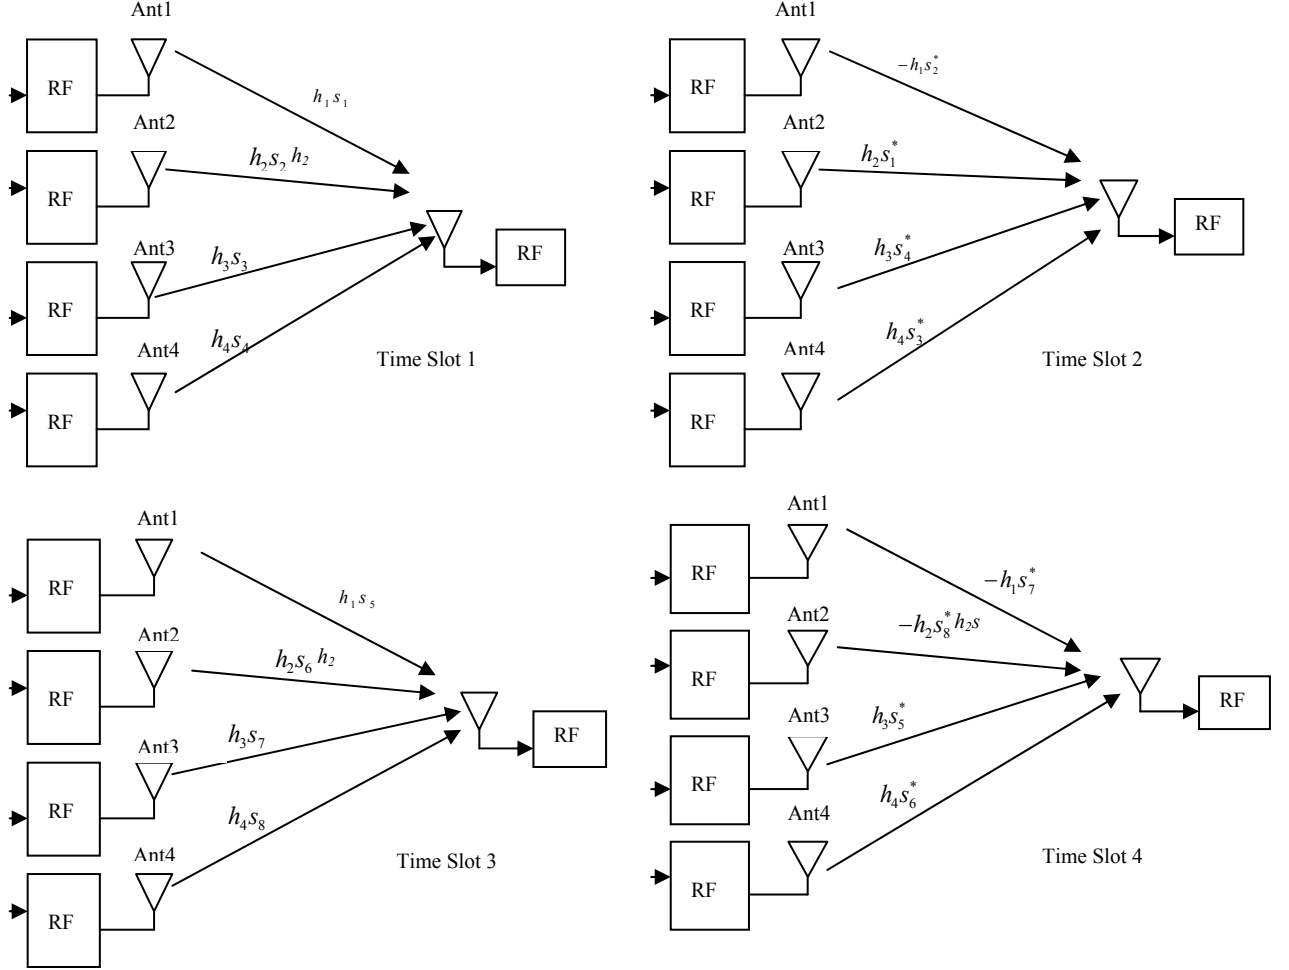 Ant1
RF
h₁s₁
Ant2
RF
h₂s₂ h₂
Ant3
RF
h₃s₃
RF
Ant4
RF
h₄s₄
Time Slot 1
Ant1
RF
−h₁s₂*
Ant2
RF
h₂s₁*
Ant3
RF
h₃s₄*
RF
Ant4
RF
h₄s₃*
Time Slot 2
Ant1
RF
h₁s₅
Ant2
RF
h₂s₆ h₂
Ant3
RF
h₃s₇
RF
Ant4
RF
h₄s₈
Time Slot 3
Ant1
RF
−h₁s₇*
Ant2
RF
−h₂s₈* h₂s
Ant3
RF
h₃s₅*
RF
Ant4
RF
h₄s₆*
Time Slot 4